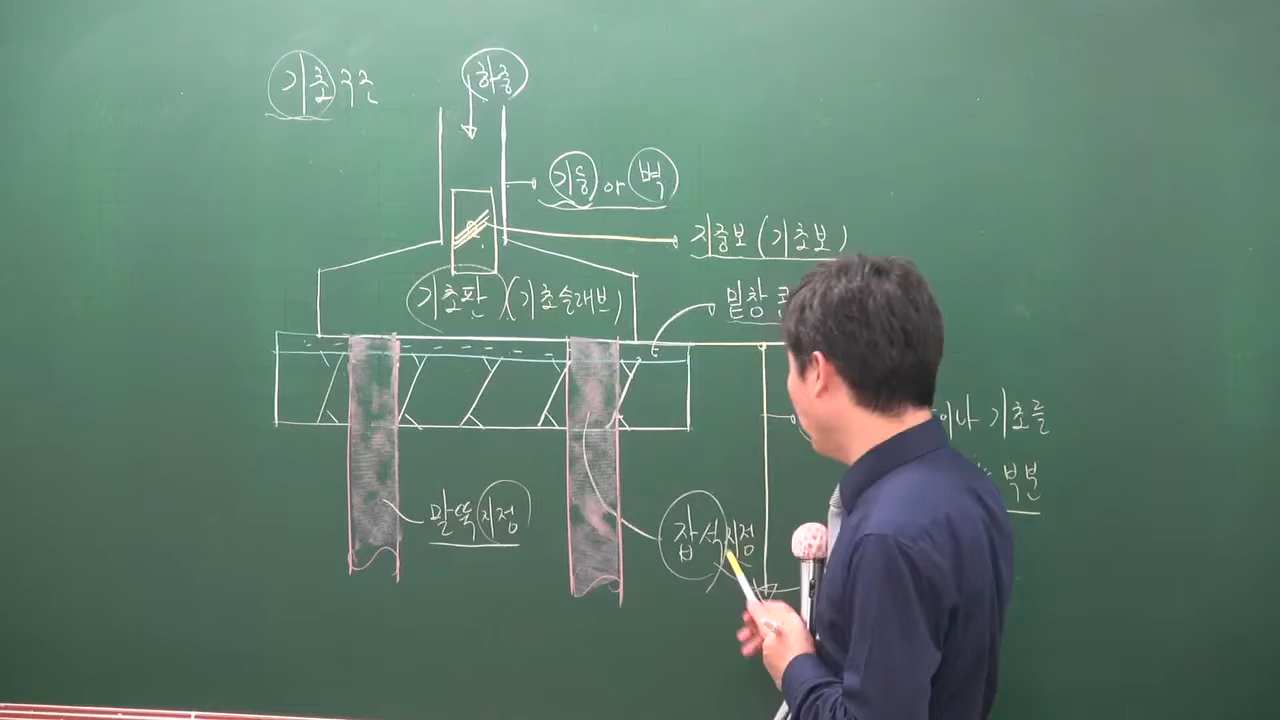 기초구조
하중
기둥 or 벽
지중보 (기초보)
기초판 (기초슬래브)
밑창 콘
이나 기초를
부분
말뚝지정
잡석지정